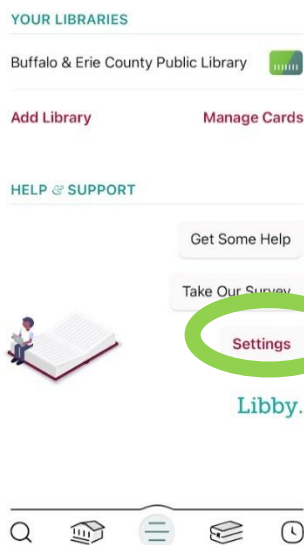 YOUR LIBRARIES
Buffalo & Erie County Public Library
Add Library Manage Cards
HELP & SUPPORT
Get Some Help
Take Our Survey
Settings
Libby.